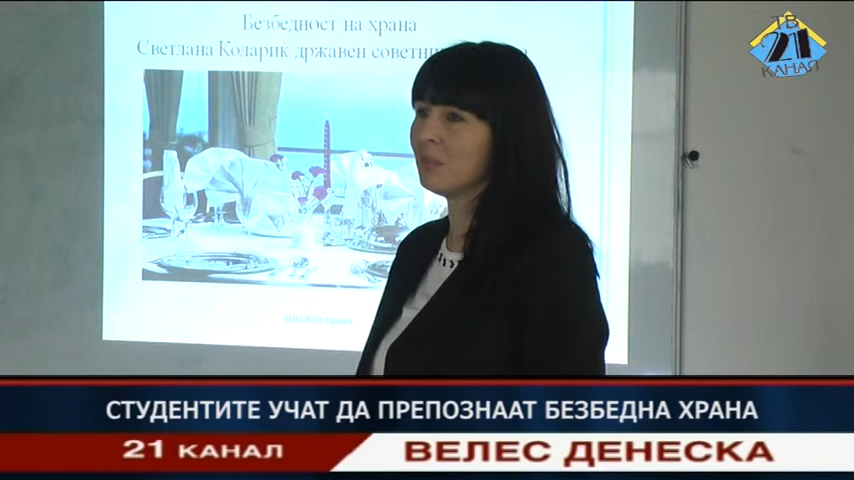 Безбедност на храна
Светлана Коларик државен советни
ТВ
21
КАНАЛ
СТУДЕНТИТЕ УЧАТ ДА ПРЕПОЗНААТ БЕЗБЕДНА ХРАНА
21 КАНАЛ
ВЕЛЕС ДЕНЕСКА